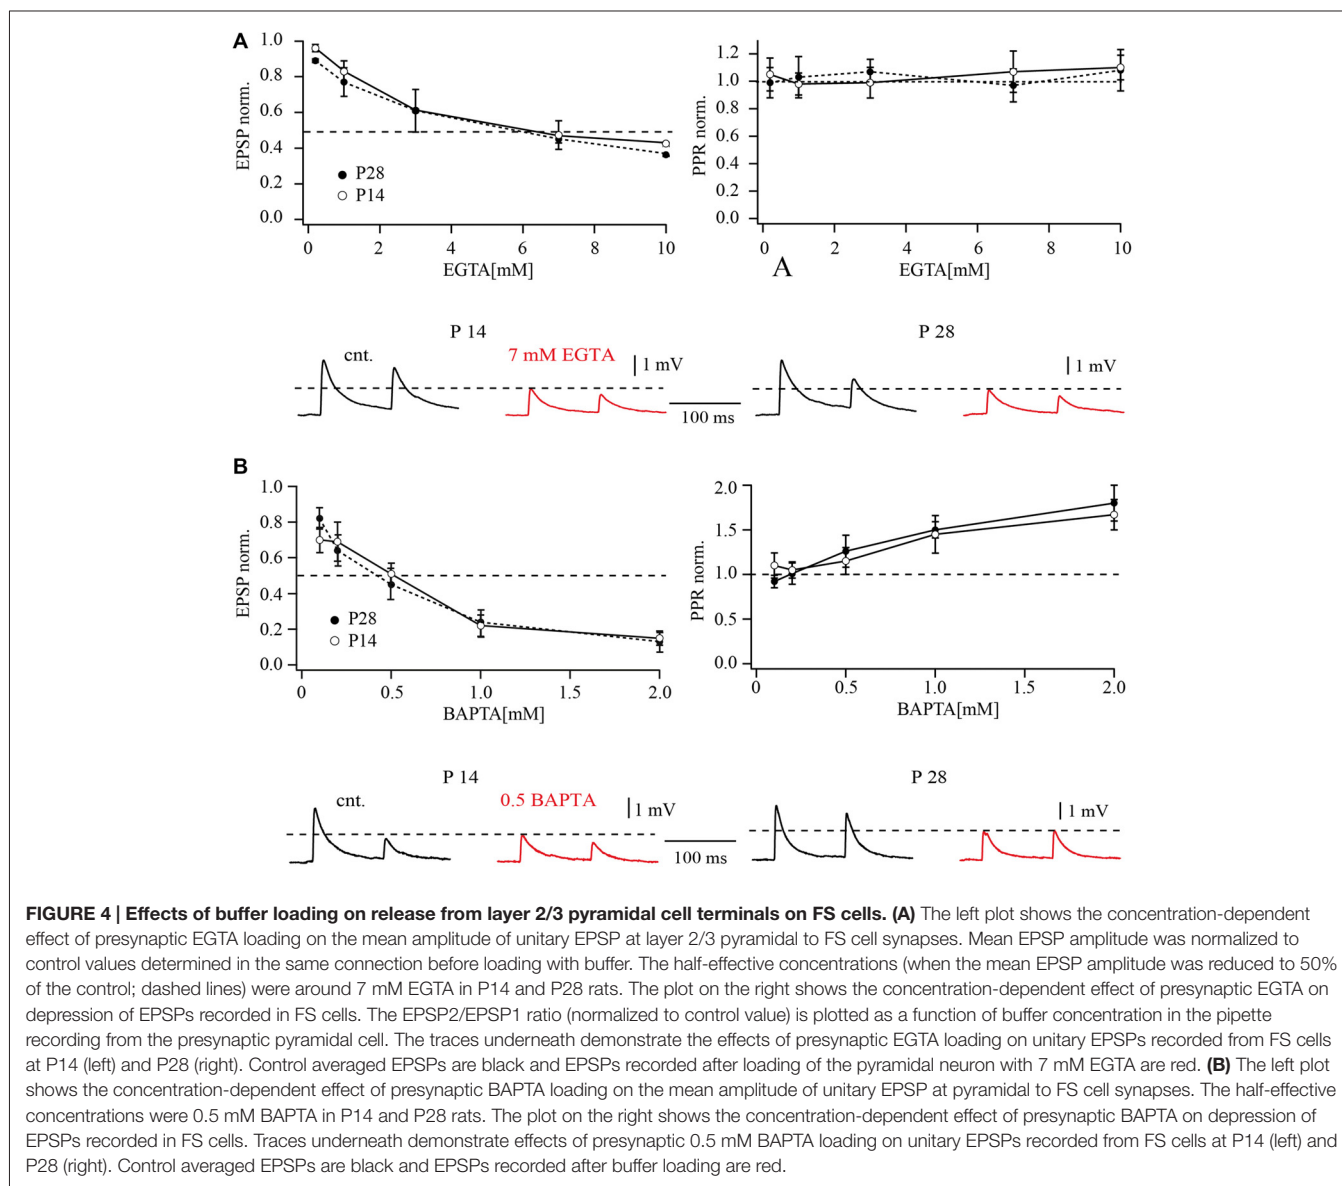 A
1.0
0.8
0.6
0.4
0.2
0.0
EPSP norm.
P28
P14
0 2 4 6 8 10
EGTA[mM]
1.2
1.0
0.8
0.6
0.4
0.2
0.0
PPR norm.
0 2 4 6 8 10
EGTA[mM]
A
P 14
P 28
cnt.
7 mM EGTA
1 mV
1 mV
100 ms
B
1.0
0.8
0.6
0.4
0.2
0.0
EPSP norm.
P28
P14
0 0.5 1.0 1.5 2.0
BAPTA[mM]
2.0
1.5
1.0
0.5
0.0
PPR norm.
0 0.5 1.0 1.5 2.0
BAPTA[mM]
P 14
P 28
cnt.
0.5 BAPTA
1 mV
1 mV
100 ms
FIGURE 4 | Effects of buffer loading on release from layer 2/3 pyramidal cell terminals on FS cells. (A) The left plot shows the concentration-dependent
effect of presynaptic EGTA loading on the mean amplitude of unitary EPSP at layer 2/3 pyramidal to FS cell synapses. Mean EPSP amplitude was normalized to
control values determined in the same connection before loading with buffer. The half-effective concentrations (when the mean EPSP amplitude was reduced to 50%
of the control; dashed lines) were around 7 mM EGTA in P14 and P28 rats. The plot on the right shows the concentration-dependent effect of presynaptic EGTA on
depression of EPSPs recorded in FS cells. The EPSP2/EPSP1 ratio (normalized to control value) is plotted as a function of buffer concentration in the pipette
recording from the presynaptic pyramidal cell. The traces underneath demonstrate the effects of presynaptic EGTA loading on unitary EPSPs recorded from FS cells
at P14 (left) and P28 (right). Control averaged EPSPs are black and EPSPs recorded after loading of the pyramidal neuron with 7 mM EGTA are red. (B) The left plot
shows the concentration-dependent effect of presynaptic BAPTA loading on the mean amplitude of unitary EPSP at pyramidal to FS cell synapses. The half-effective
concentrations were 0.5 mM BAPTA in P14 and P28 rats. The plot on the right shows the concentration-dependent effect of presynaptic BAPTA on depression of
EPSPs recorded in FS cells. Traces underneath demonstrate effects of presynaptic 0.5 mM BAPTA loading on unitary EPSPs recorded from FS cells at P14 (left) and
P28 (right). Control averaged EPSPs are black and EPSPs recorded after buffer loading are red.